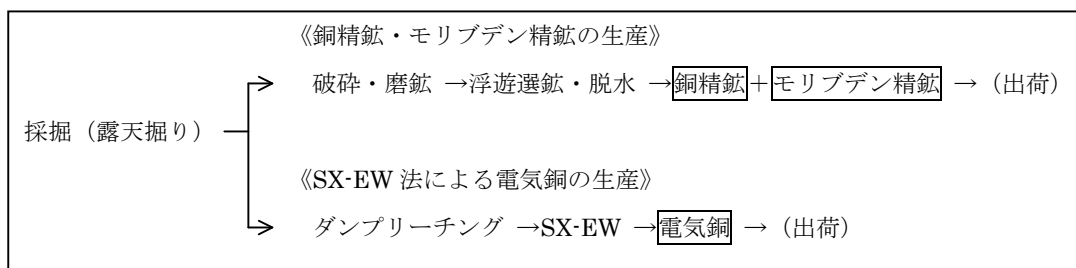 《銅精鉱・モリブデン精鉱の生産》
破砕・磨鉱 →浮遊選鉱・脱水 →銅精鉱＋モリブデン精鉱 → （出荷）
採掘（露天掘り）
《SX-EW 法による電気銅の生産》
ダンプリーチング →SX-EW →電気銅 → （出荷）